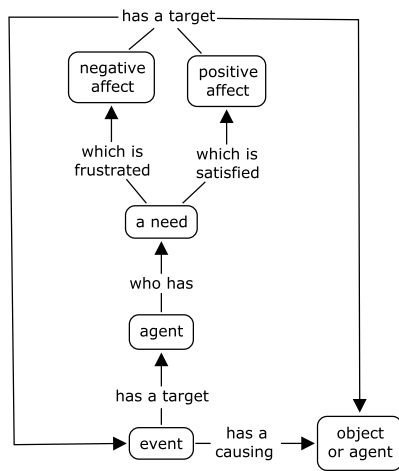 has a target
negative
affect
positive
affect
which is
frustrated
which is
satisfied
a need
who has
agent
has a target
event
has a
causing
object
or agent